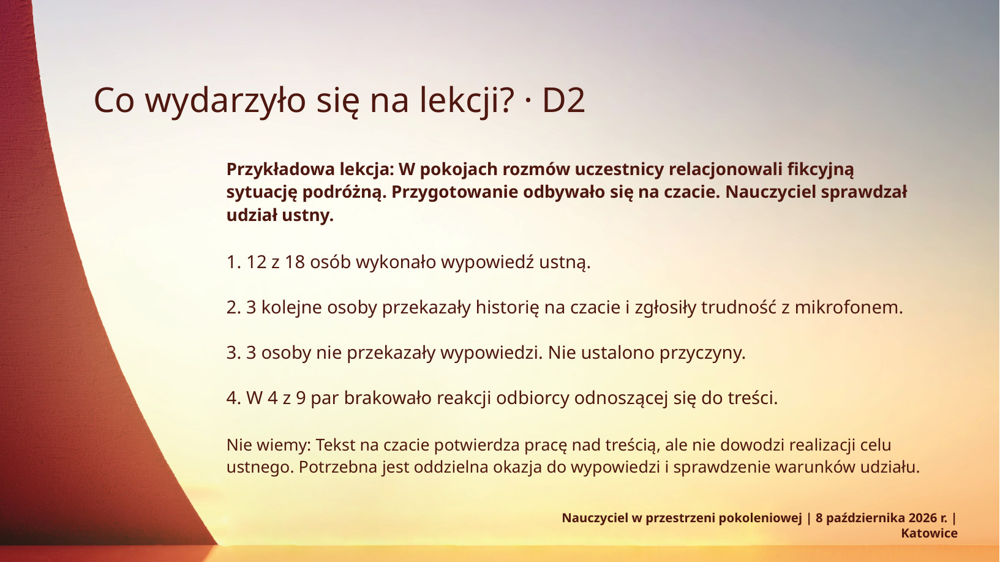 Co wydarzyło się na lekcji? · D2
Przykładowa lekcja: W pokojach rozmów uczestnicy relacjonowali fikcyjną
sytuację podróżną. Przygotowanie odbywało się na czacie. Nauczyciel sprawdzał
udział ustny.
1. 12 z 18 osób wykonało wypowiedź ustną.
2. 3 kolejne osoby przekazały historię na czacie i zgłosiły trudność z mikrofonem.
3. 3 osoby nie przekazały wypowiedzi. Nie ustalono przyczyny.
4. W 4 z 9 par brakowało reakcji odbiorcy odnoszącej się do treści.
Nie wiemy: Tekst na czacie potwierdza pracę nad treścią, ale nie dowodzi realizacji celu
ustnego. Potrzebna jest oddzielna okazja do wypowiedzi i sprawdzenie warunków udziału.
Nauczyciel w przestrzeni pokoleniowej | 8 października 2026 r. |
Katowice